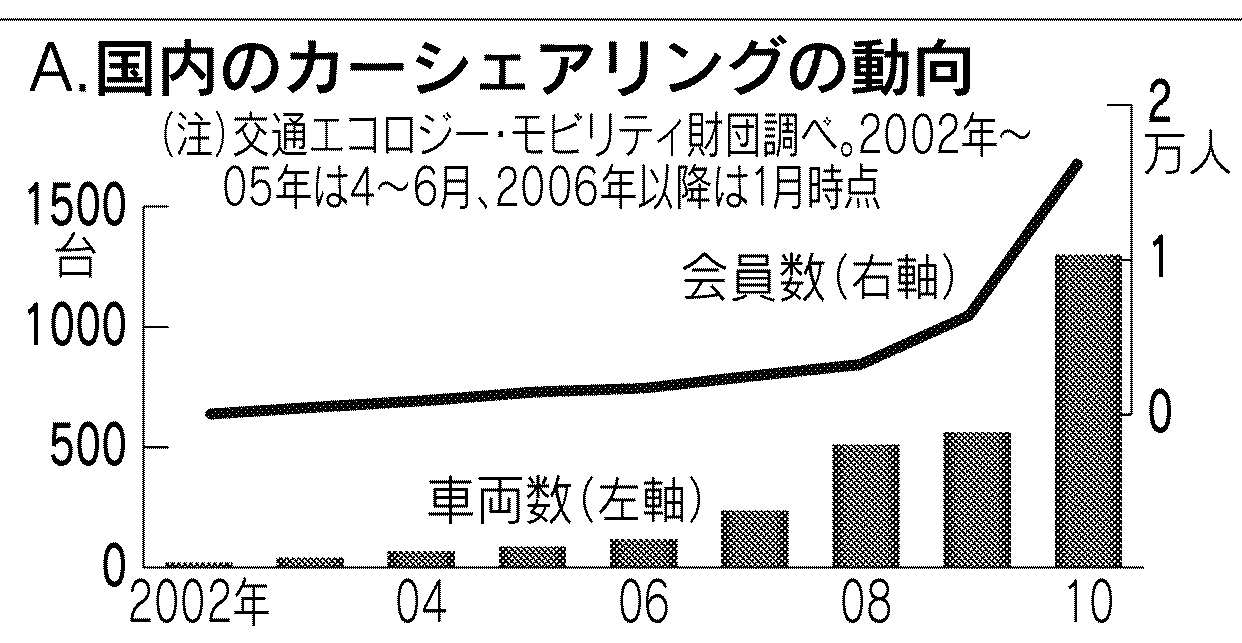 A.国内のカーシェアリングの動向
(注)交通エコロジー・モビリティ財団調べ。2002年〜
05年は4〜6月、2006年以降は1月時点
2
万人
1500
台
会員数(右軸)
1
1000
0
500
車両数(左軸)
0
2002年 04 06 08 10